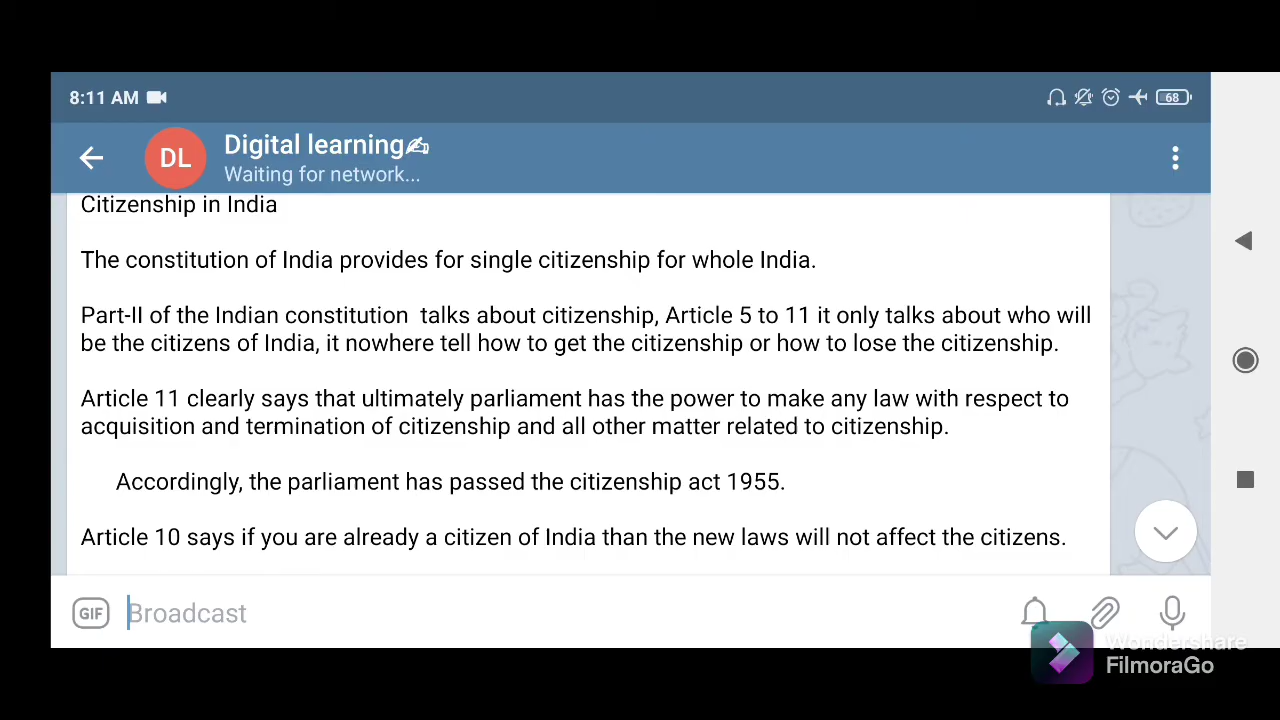 8:11 AM
68
DL
Digital learning✍
Waiting for network...
Citizenship in India
The constitution of India provides for single citizenship for whole India.
Part-II of the Indian constitution  talks about citizenship, Article 5 to 11 it only talks about who will
be the citizens of India, it nowhere tell how to get the citizenship or how to lose the citizenship.
Article 11 clearly says that ultimately parliament has the power to make any law with respect to
acquisition and termination of citizenship and all other matter related to citizenship.
Accordingly, the parliament has passed the citizenship act 1955.
Article 10 says if you are already a citizen of India than the new laws will not affect the citizens.
GIF
Broadcast
Wondershare
FilmoraGo